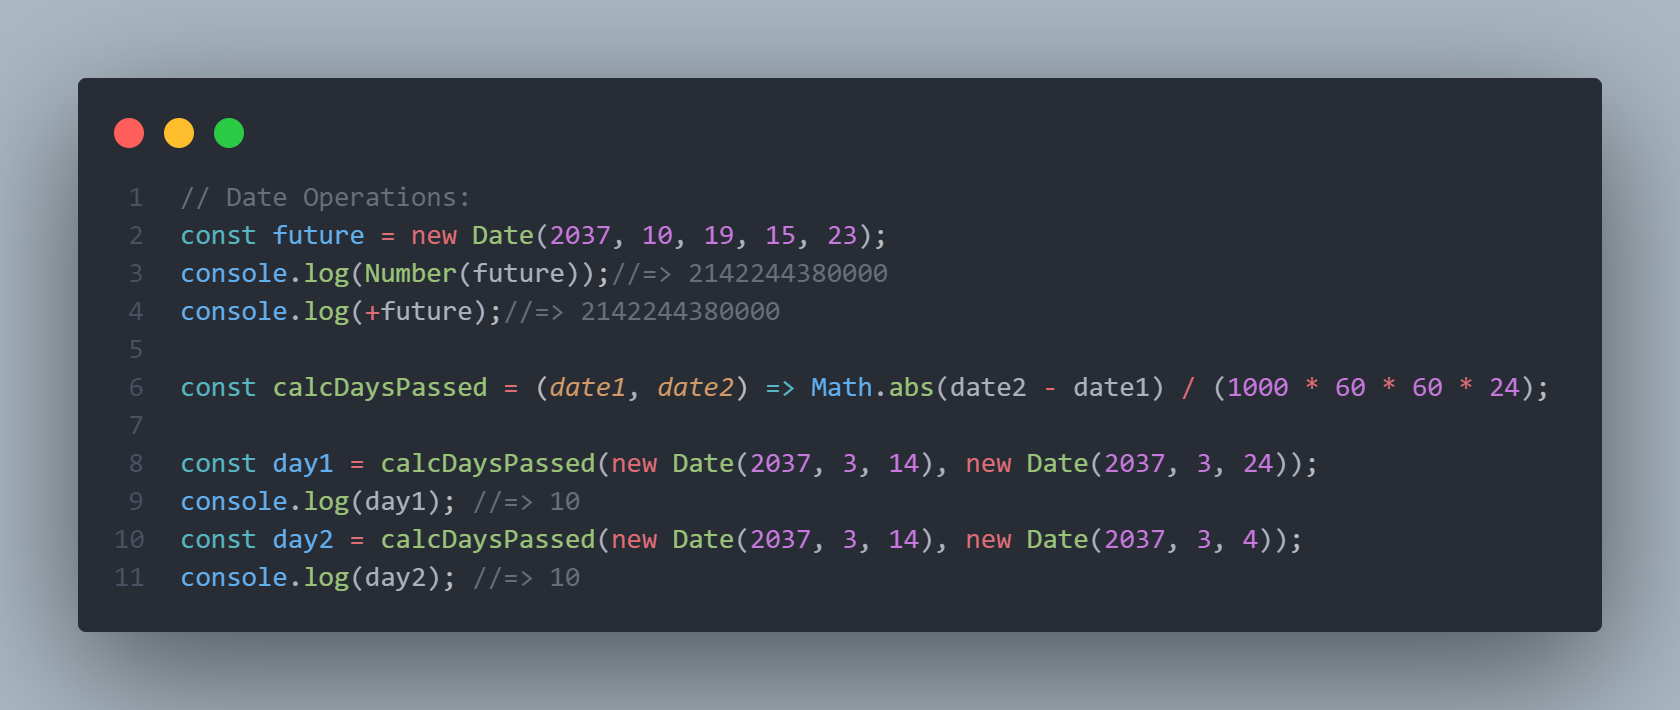 1 // Date Operations:
2 const future = new Date(2037, 10, 19, 15, 23);
3 console.log(Number(future));//=> 2142244380000
4 console.log(+future);//=> 2142244380000
5
6 const calcDaysPassed = (date1, date2) => Math.abs(date2 - date1) / (1000 * 60 * 60 * 24);
7
8 const day1 = calcDaysPassed(new Date(2037, 3, 14), new Date(2037, 3, 24));
9 console.log(day1); //=> 10
10 const day2 = calcDaysPassed(new Date(2037, 3, 14), new Date(2037, 3, 4));
11 console.log(day2); //=> 10